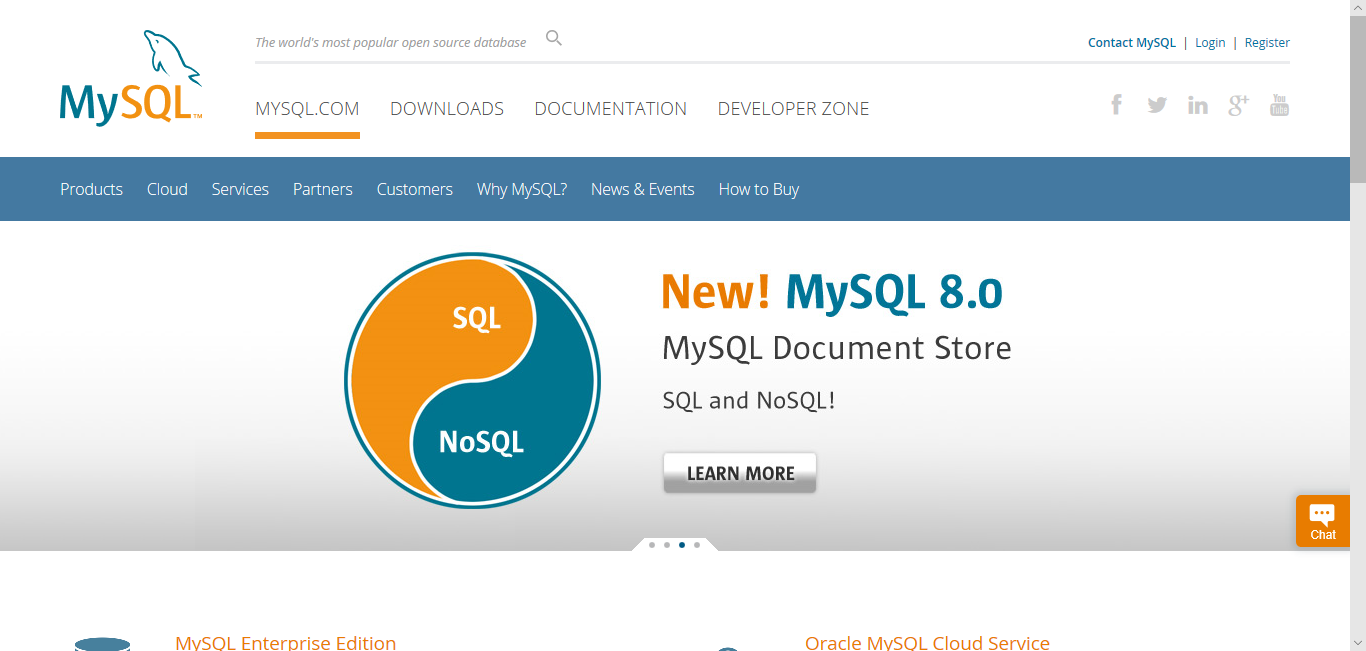 The world's most popular open source database
Contact MySQL | Login | Register
MySQL™
MYSQL.COM DOWNLOADS DOCUMENTATION DEVELOPER ZONE
f in g+ You Tube
Products Cloud Services Partners Customers Why MySQL? News & Events How to Buy
SQL
NoSQL
New! MySQL 8.0
MySQL Document Store
SQL and NoSQL!
LEARN MORE
Chat
MySQL Enterprise Edition
Oracle MySQL Cloud Service